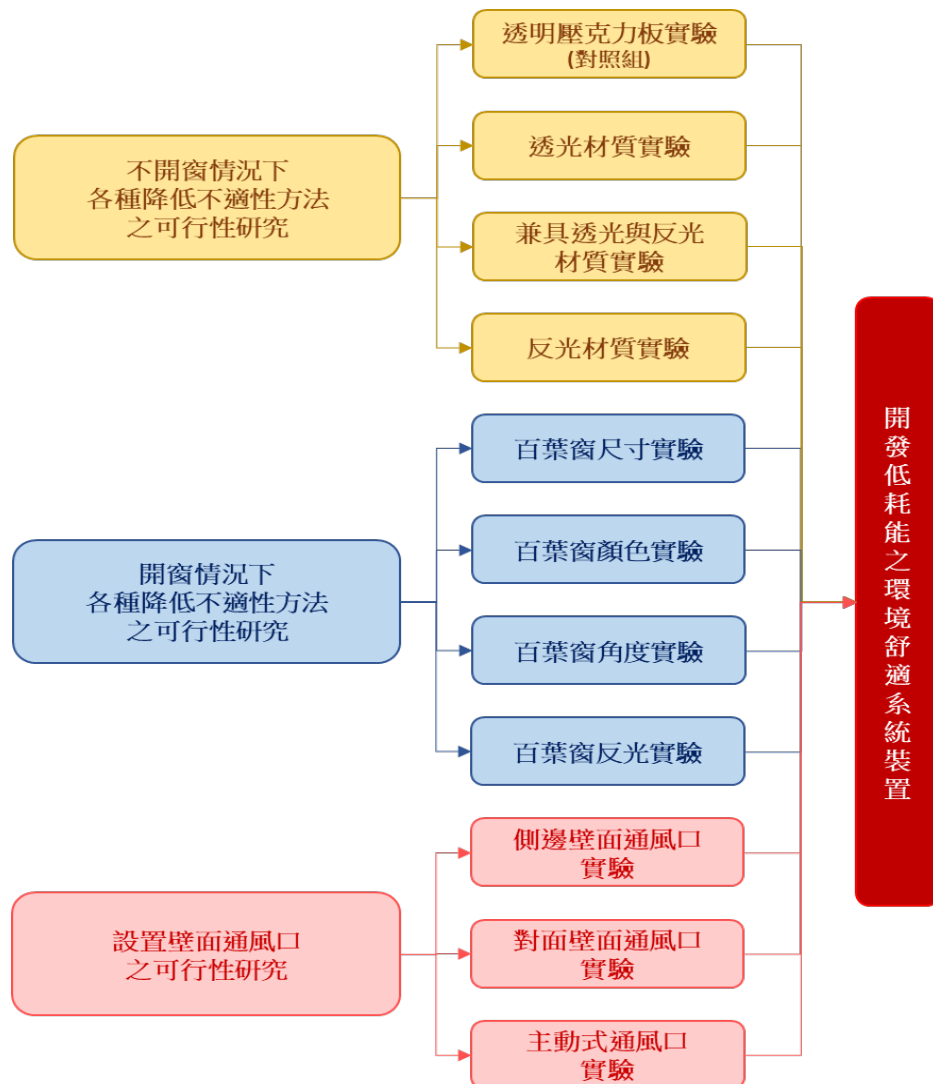 不開窗情況下
各種降低不適性方法
之可行性研究
透明壓克力板實驗
(對照組)
透光材質實驗
兼具透光與反光
材質實驗
反光材質實驗
開窗情況下
各種降低不適性方法
之可行性研究
百葉窗尺寸實驗
百葉窗顏色實驗
百葉窗角度實驗
百葉窗反光實驗
設置壁面通風口
之可行性研究
側邊壁面通風口
實驗
對面壁面通風口
實驗
主動式通風口
實驗
開發低耗能之環境舒適系統裝置